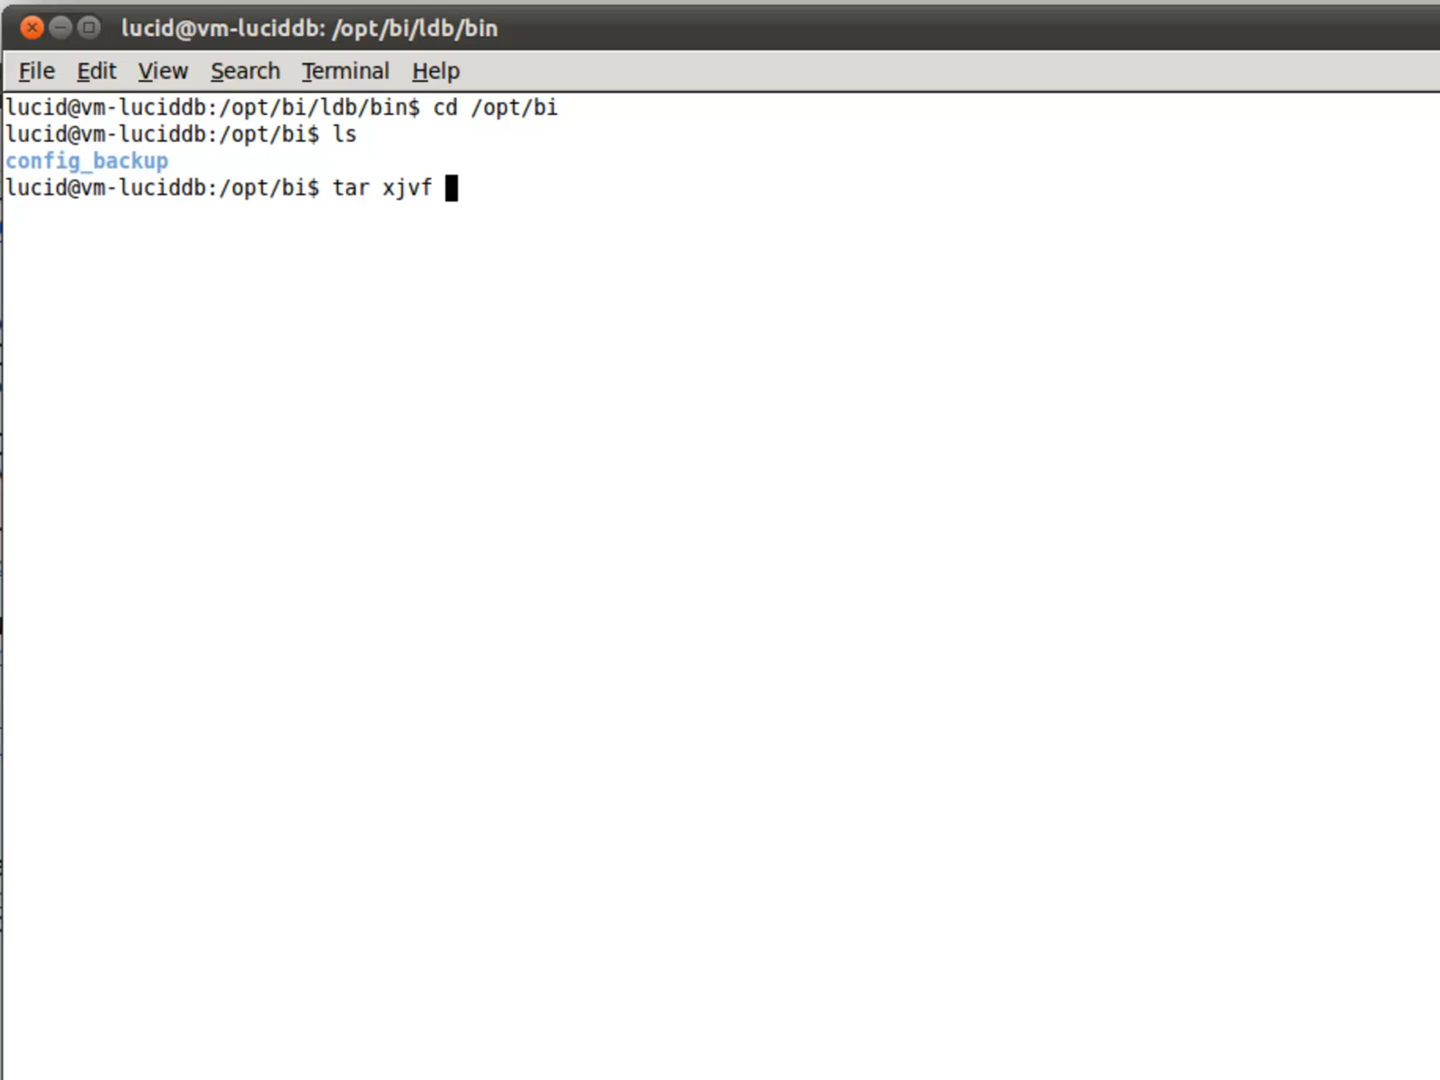 lucid@vm-luciddb: /opt/bi/ldb/bin
File Edit View Search Terminal Help
lucid@vm-luciddb:/opt/bi/ldb/bin$ cd /opt/bi
lucid@vm-luciddb:/opt/bi$ ls
config_backup
lucid@vm-luciddb:/opt/bi$ tar xjvf